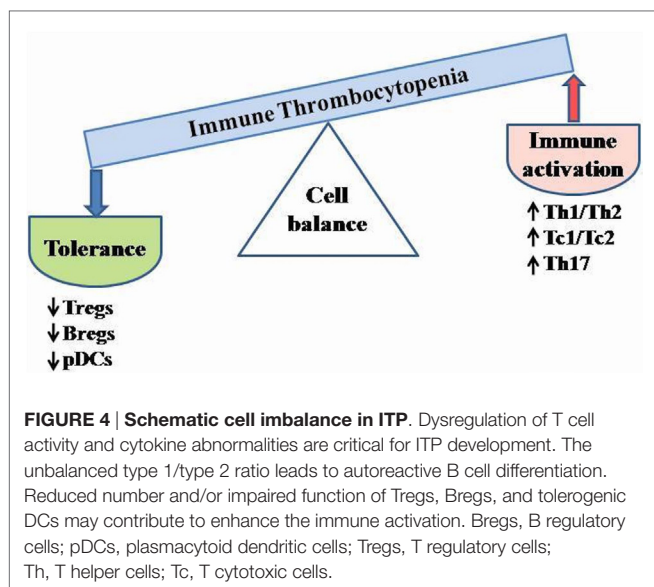 Immune Thrombocytopenia
Immune
activation
Cell
balance
Tolerance
↑ Th1/Th2
↑ Tc1/Tc2
↑ Th17
↓ Tregs
↓ Bregs
↓ pDCs
FIGURE 4 | Schematic cell imbalance in ITP. Dysregulation of T cell
activity and cytokine abnormalities are critical for ITP development. The
unbalanced type 1/type 2 ratio leads to autoreactive B cell differentiation.
Reduced number and/or impaired function of Tregs, Bregs, and tolerogenic
DCs may contribute to enhance the immune activation. Bregs, B regulatory
cells; pDCs, plasmacytoid dendritic cells; Tregs, T regulatory cells;
Th, T helper cells; Tc, T cytotoxic cells.